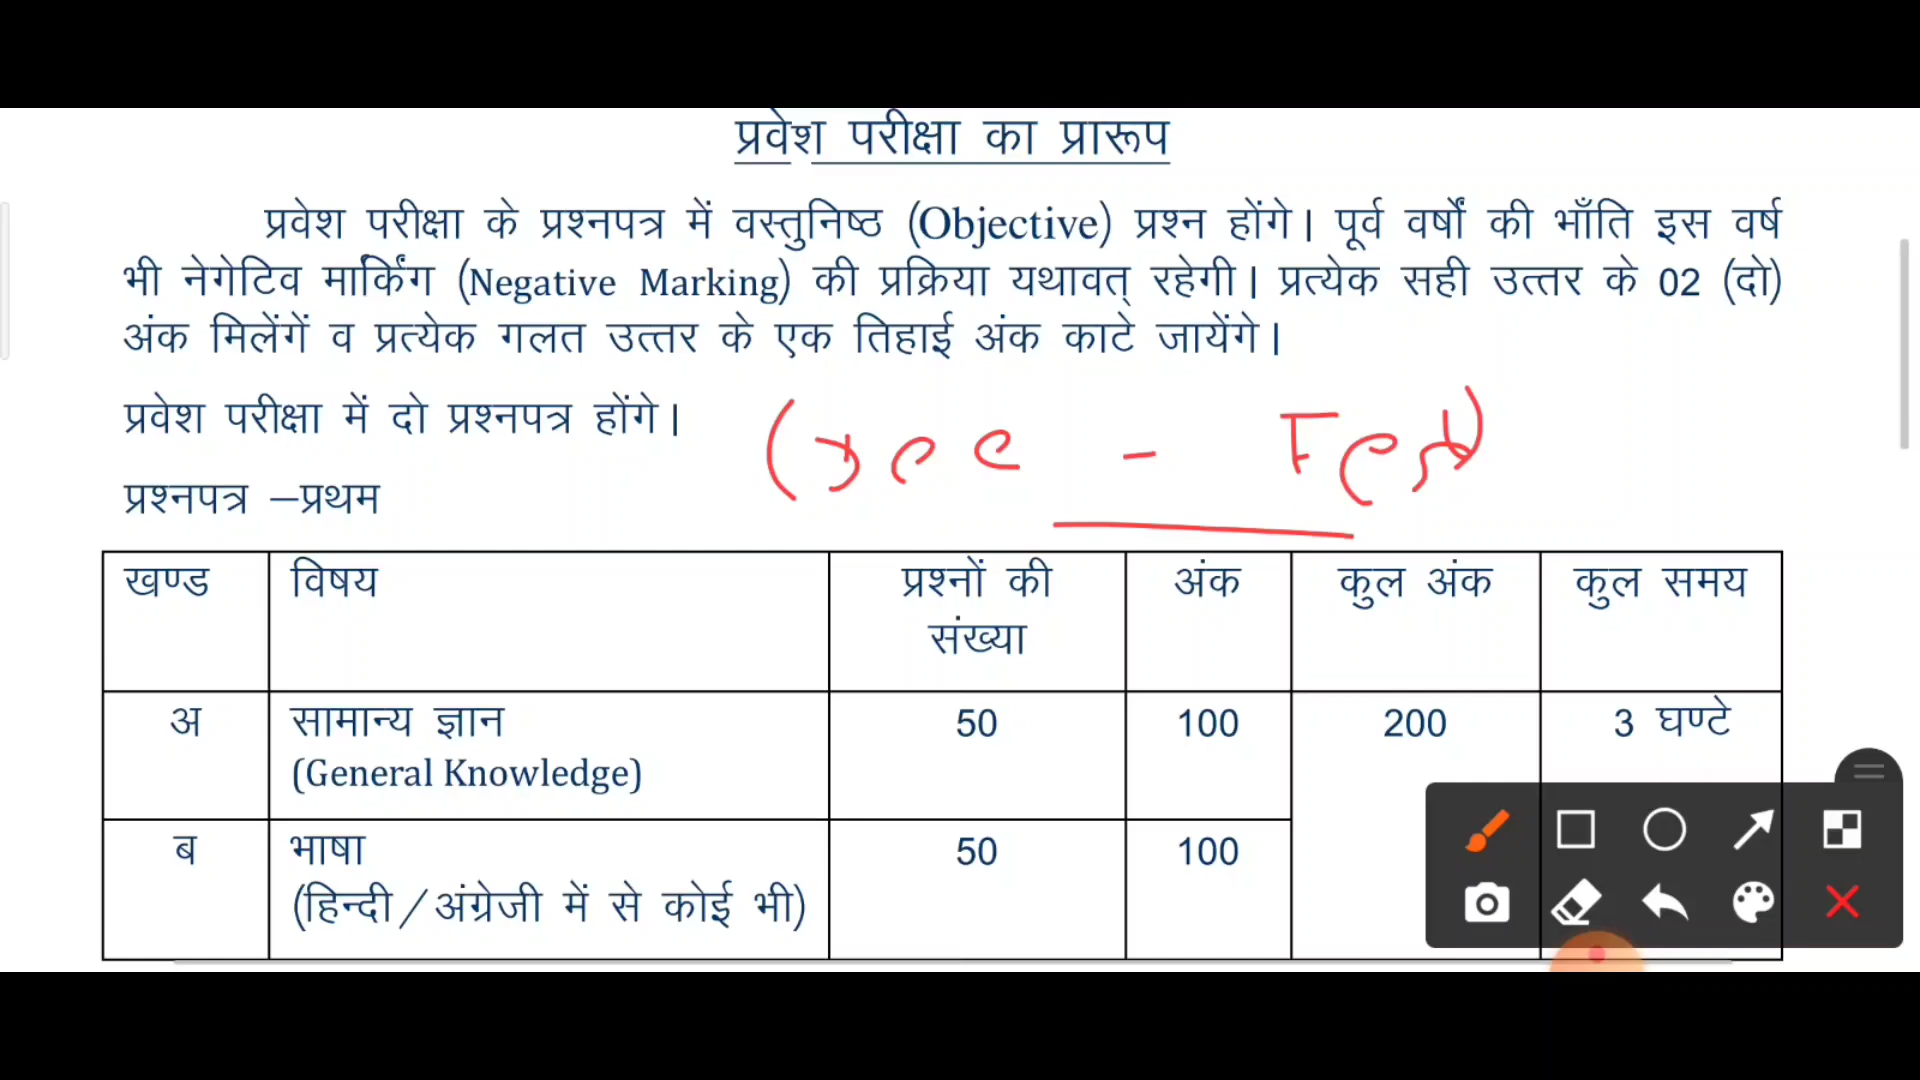 प्रवेश परीक्षा का प्रारूप
प्रवेश परीक्षा के प्रश्नपत्र में वस्तुनिष्ठ (Objective) प्रश्न होंगे। पूर्व वर्षों की भाँति इस वर्ष
भी नेगेटिव मार्किंग (Negative Marking) की प्रक्रिया यथावत् रहेगी। प्रत्येक सही उत्तर के 02 (दो)
अंक मिलेंगें व प्रत्येक गलत उत्तर के एक तिहाई अंक काटे जायेंगे।
प्रवेश परीक्षा में दो प्रश्नपत्र होंगे।
प्रश्नपत्र –प्रथम
खण्ड विषय प्रश्नों की अंक कुल अंक कुल समय
संख्या
अ सामान्य ज्ञान 50 100 200 3 घण्टे
(General Knowledge)
ब भाषा 50 100
(हिन्दी/अंग्रेजी में से कोई भी)